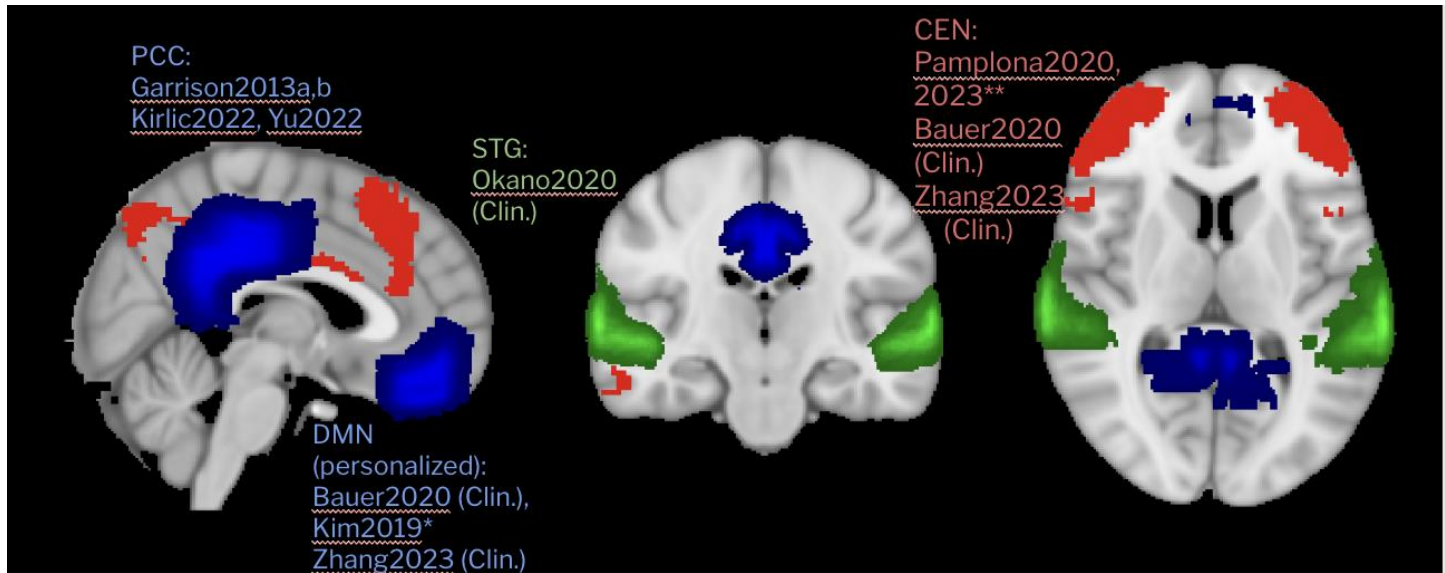 PCC:
Garrison2013a,b
Kirlic2022, Yu2022
STG:
Okano2020
(Clin.)
CEN:
Pamplona2020,
2023**
Bauer2020
(Clin.)
Zhang2023
(Clin.)
DMN
(personalized):
Bauer2020 (Clin.),
Kim2019*
Zhang2023 (Clin.)